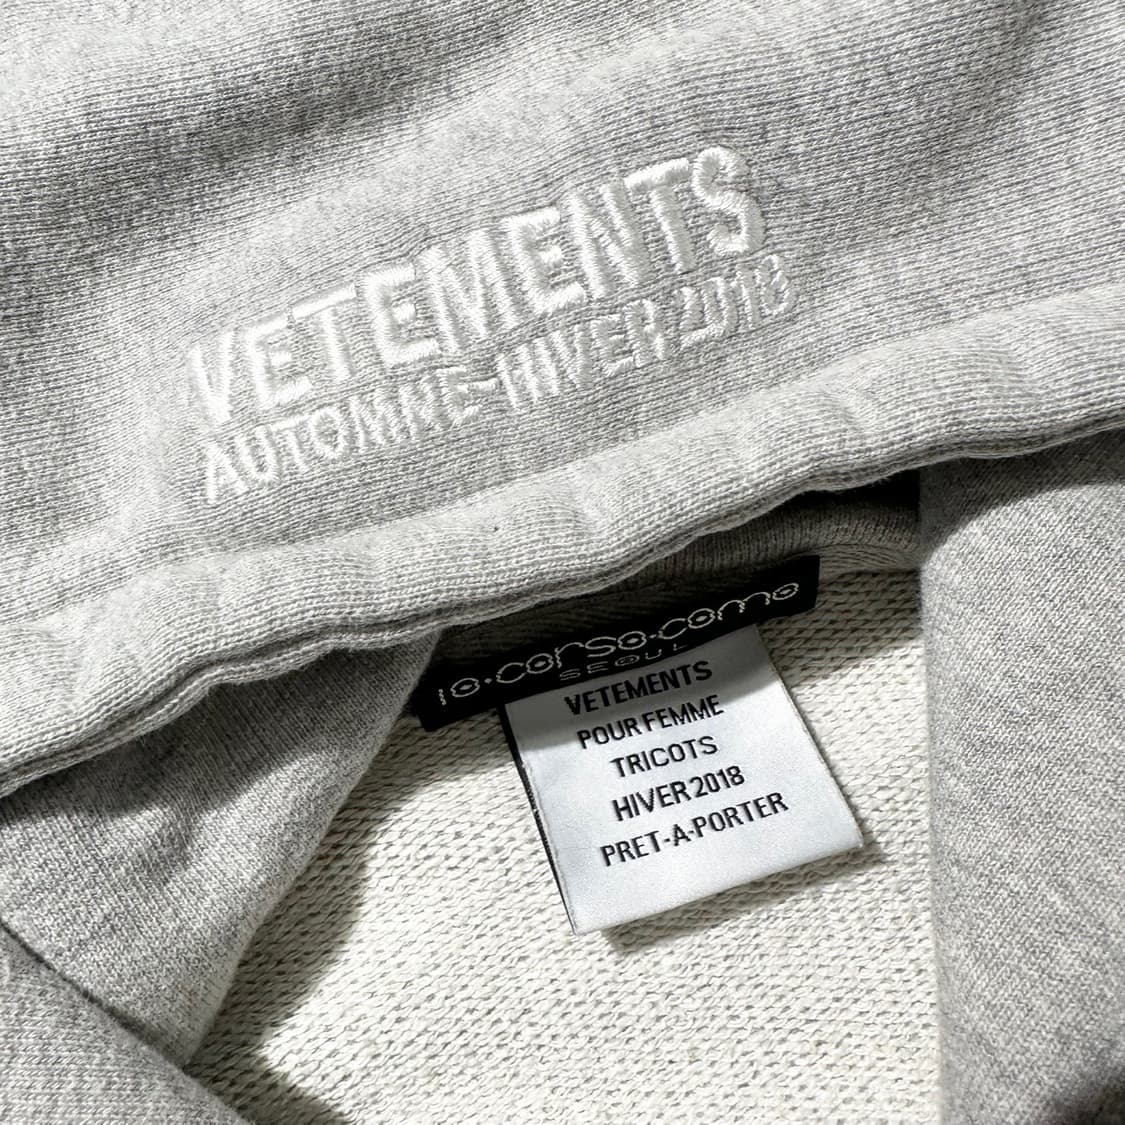 VETEMENTS
AUTOMNE-HIVER 2018
10·corso·como
SEOUL
VETEMENTS
POUR FEMME
TRICOTS
HIVER 2018
PRET-A-PORTER